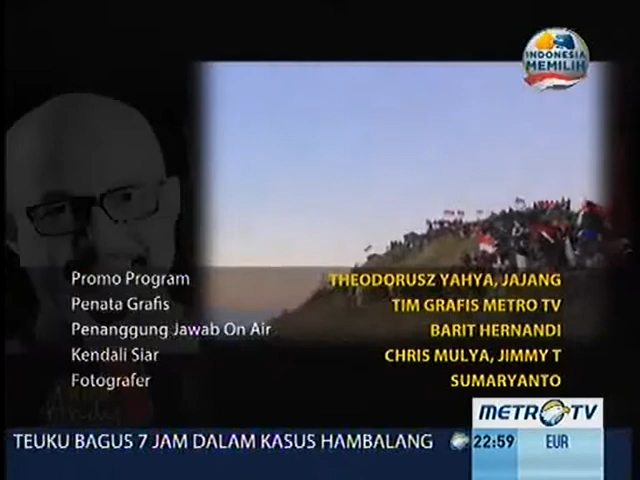 INDONESIA
MEMILIH
Promo Program THEODORUSZ YAHYA, JAJANG
Penata Grafis TIM GRAFIS METRO TV
Penanggung Jawab On Air BARIT HERNANDI
Kendali Siar CHRIS MULYA, JIMMY T
Fotografer SUMARYANTO
Andy
METRO TV
TEUKU BAGUS 7 JAM DALAM KASUS HAMBALANG 22:59 EUR